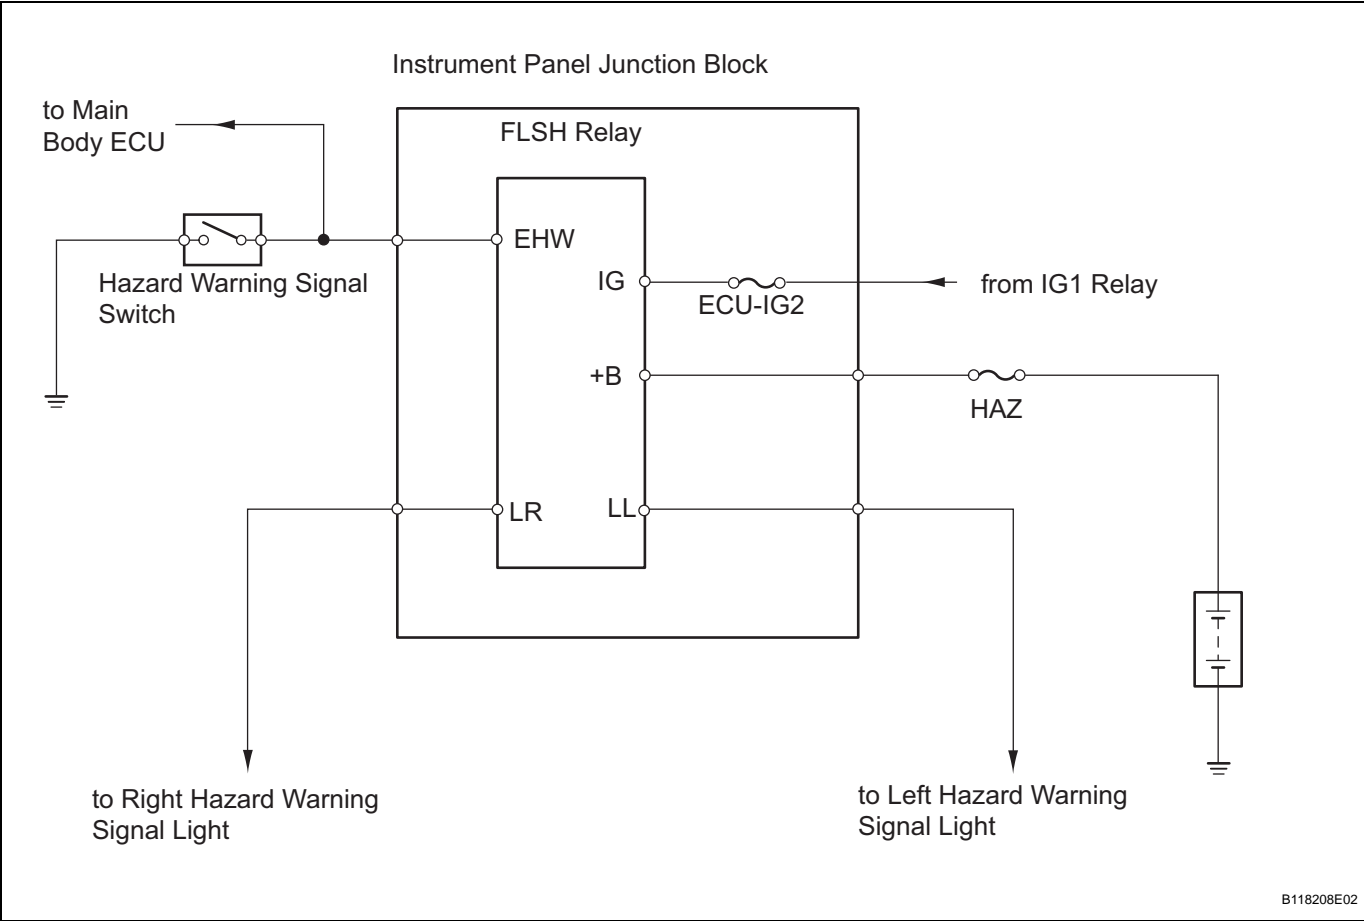 Instrument Panel Junction Block
to Main
Body ECU
FLSH Relay
EHW
IG
from IG1 Relay
ECU-IG2
Hazard Warning Signal
Switch
+B
HAZ
LR
LL
to Right Hazard Warning
Signal Light
to Left Hazard Warning
Signal Light
B118208E02